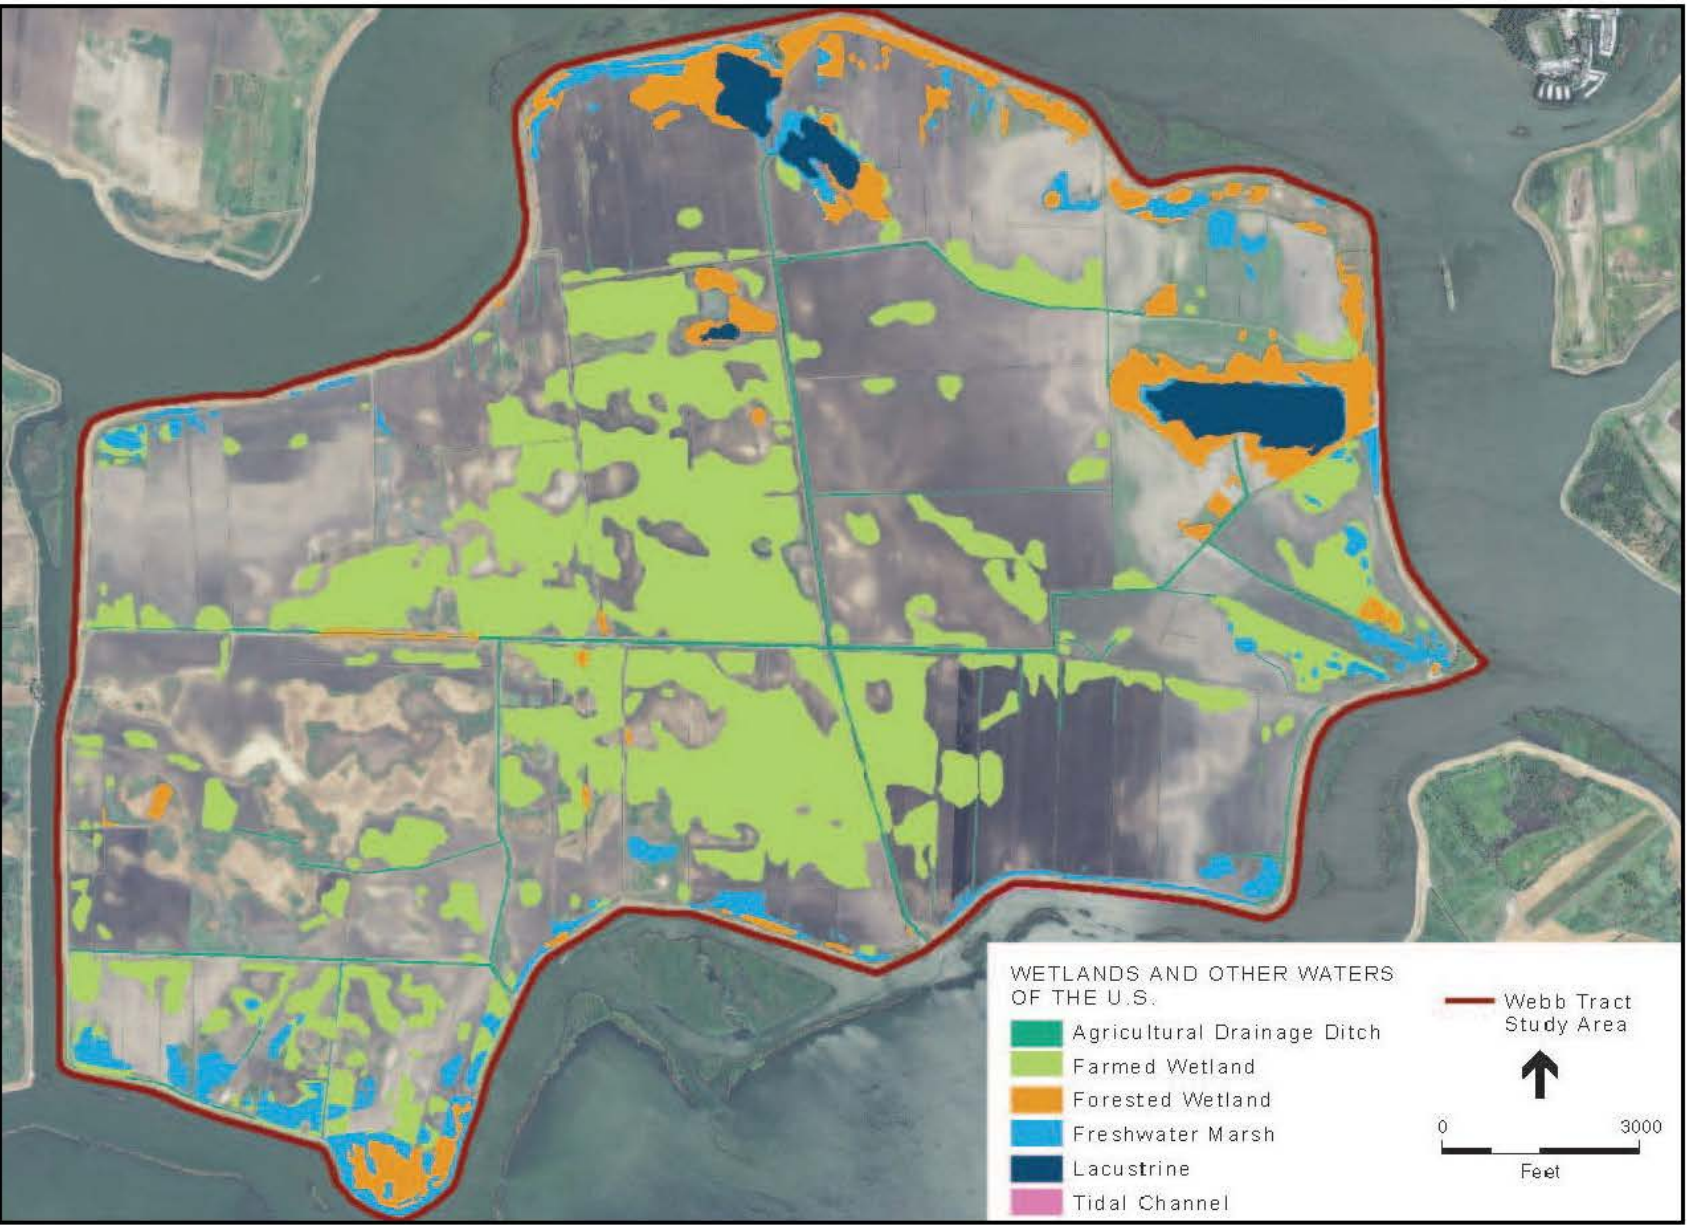 WETLANDS AND OTHER WATERS
OF THE U.S.
Agricultural Drainage Ditch
Farmed Wetland
Forested Wetland
Freshwater Marsh
Lacustrine
Tidal Channel
Webb Tract
Study Area
0 3000
Feet